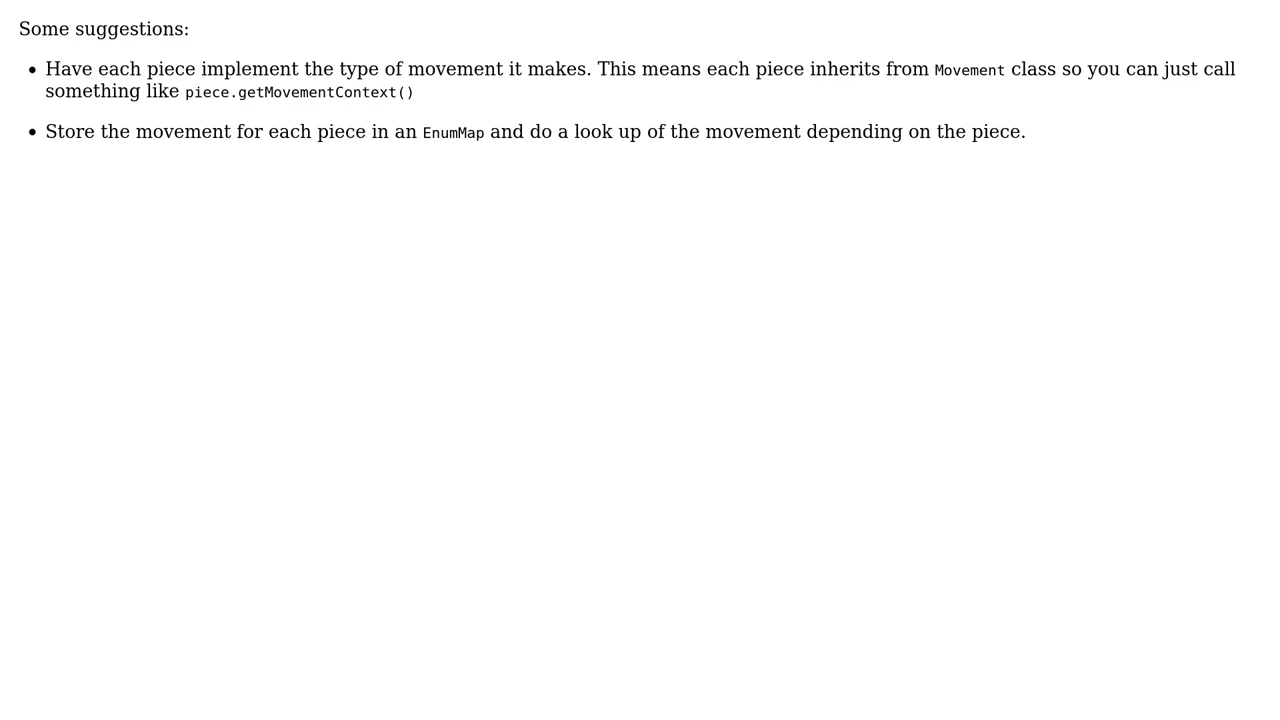 Some suggestions:
• Have each piece implement the type of movement it makes. This means each piece inherits from Movement class so you can just call
something like piece.getMovementContext()
• Store the movement for each piece in an EnumMap and do a look up of the movement depending on the piece.